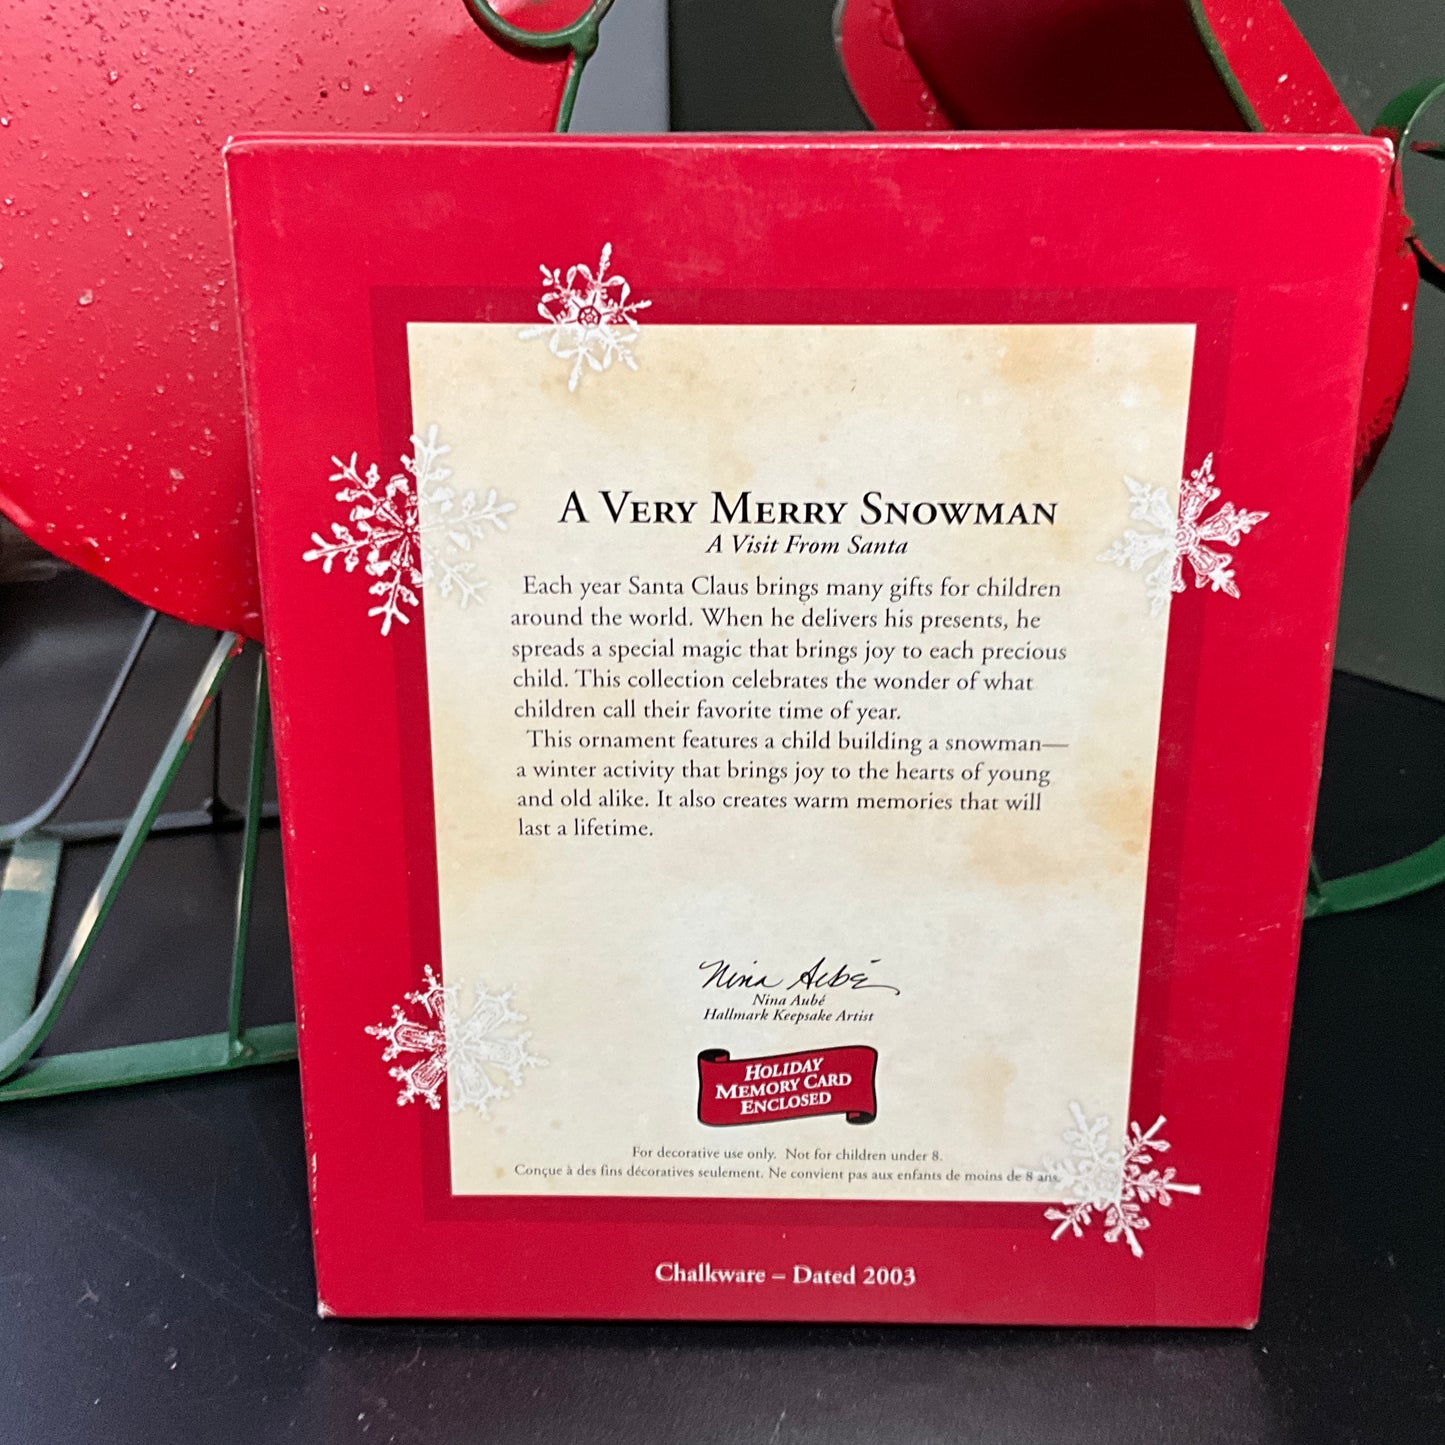 A Very Merry Snowman
A Visit From Santa
Each year Santa Claus brings many gifts for children
around the world. When he delivers his presents, he
spreads a special magic that brings joy to each precious
child. This collection celebrates the wonder of what
children call their favorite time of year.
This ornament features a child building a snowman—
a winter activity that brings joy to the hearts of young
and old alike. It also creates warm memories that will
last a lifetime.
Nina Aubé
Nina Aubé
Hallmark Keepsake Artist
Holiday
Memory Card
Enclosed
For decorative use only. Not for children under 8.
Conçue à des fins décoratives seulement. Ne convient pas aux enfants de moins de 8 ans.
Chalkware – Dated 2003